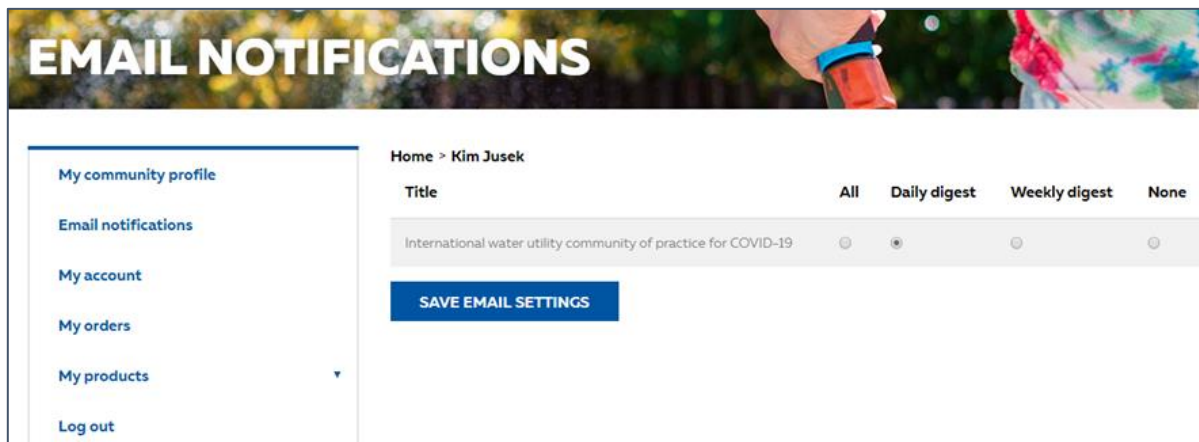 EMAIL NOTIFICATIONS
My community profile
Email notifications
My account
My orders
My products
Log out
Home > Kim Jusek
Title All Daily digest Weekly digest None
International water utility community of practice for COVID-19
SAVE EMAIL SETTINGS